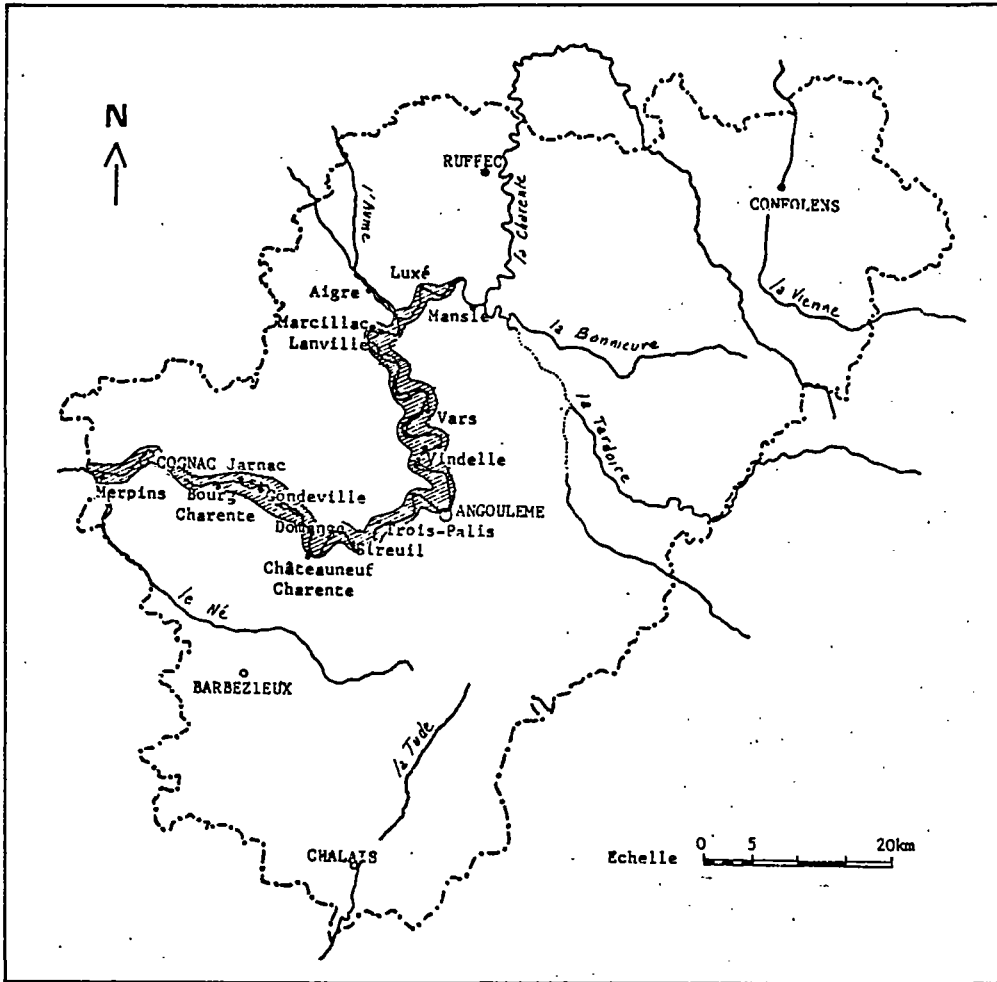 N
RUFFEC
la Charente
CONFOLENS
l'Aume
Luxé
Aigre
la Vienne
Mansle
Marcillac
Lanville
la Bonnieure
Vars
la Tardoire
Vindelle
COGNAC Jarnac
Merpins
Bourg
Charente
Gondeville
ANGOULEME
Trois-Palis
Sireuil
Châteauneuf
Charente
le Né
BARBEZIEUX
la Tude
CHALAIS
Echelle
0 5 20km